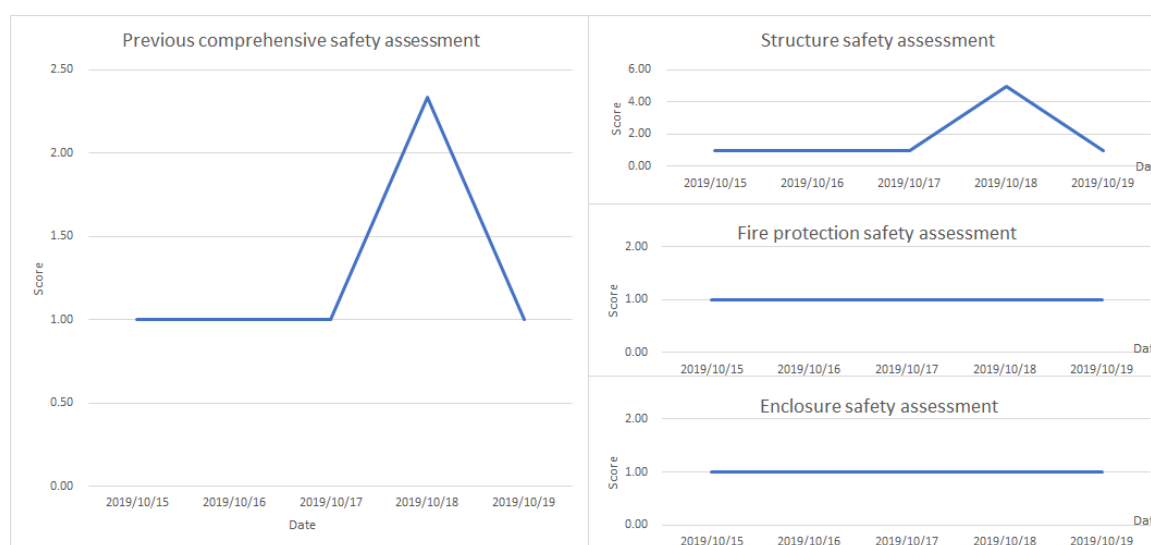 Previous comprehensive safety assessment
2.50
2.00
1.50
1.00
0.50
0.00
Score
2019/10/15 2019/10/16 2019/10/17 2019/10/18 2019/10/19
Date
Structure safety assessment
6.00
4.00
2.00
0.00
Score
2019/10/15 2019/10/16 2019/10/17 2019/10/18 2019/10/19
Dat
Fire protection safety assessment
2.00
1.00
0.00
Score
2019/10/15 2019/10/16 2019/10/17 2019/10/18 2019/10/19
Dat
Enclosure safety assessment
2.00
1.00
0.00
Score
2019/10/15 2019/10/16 2019/10/17 2019/10/18 2019/10/19
Dat